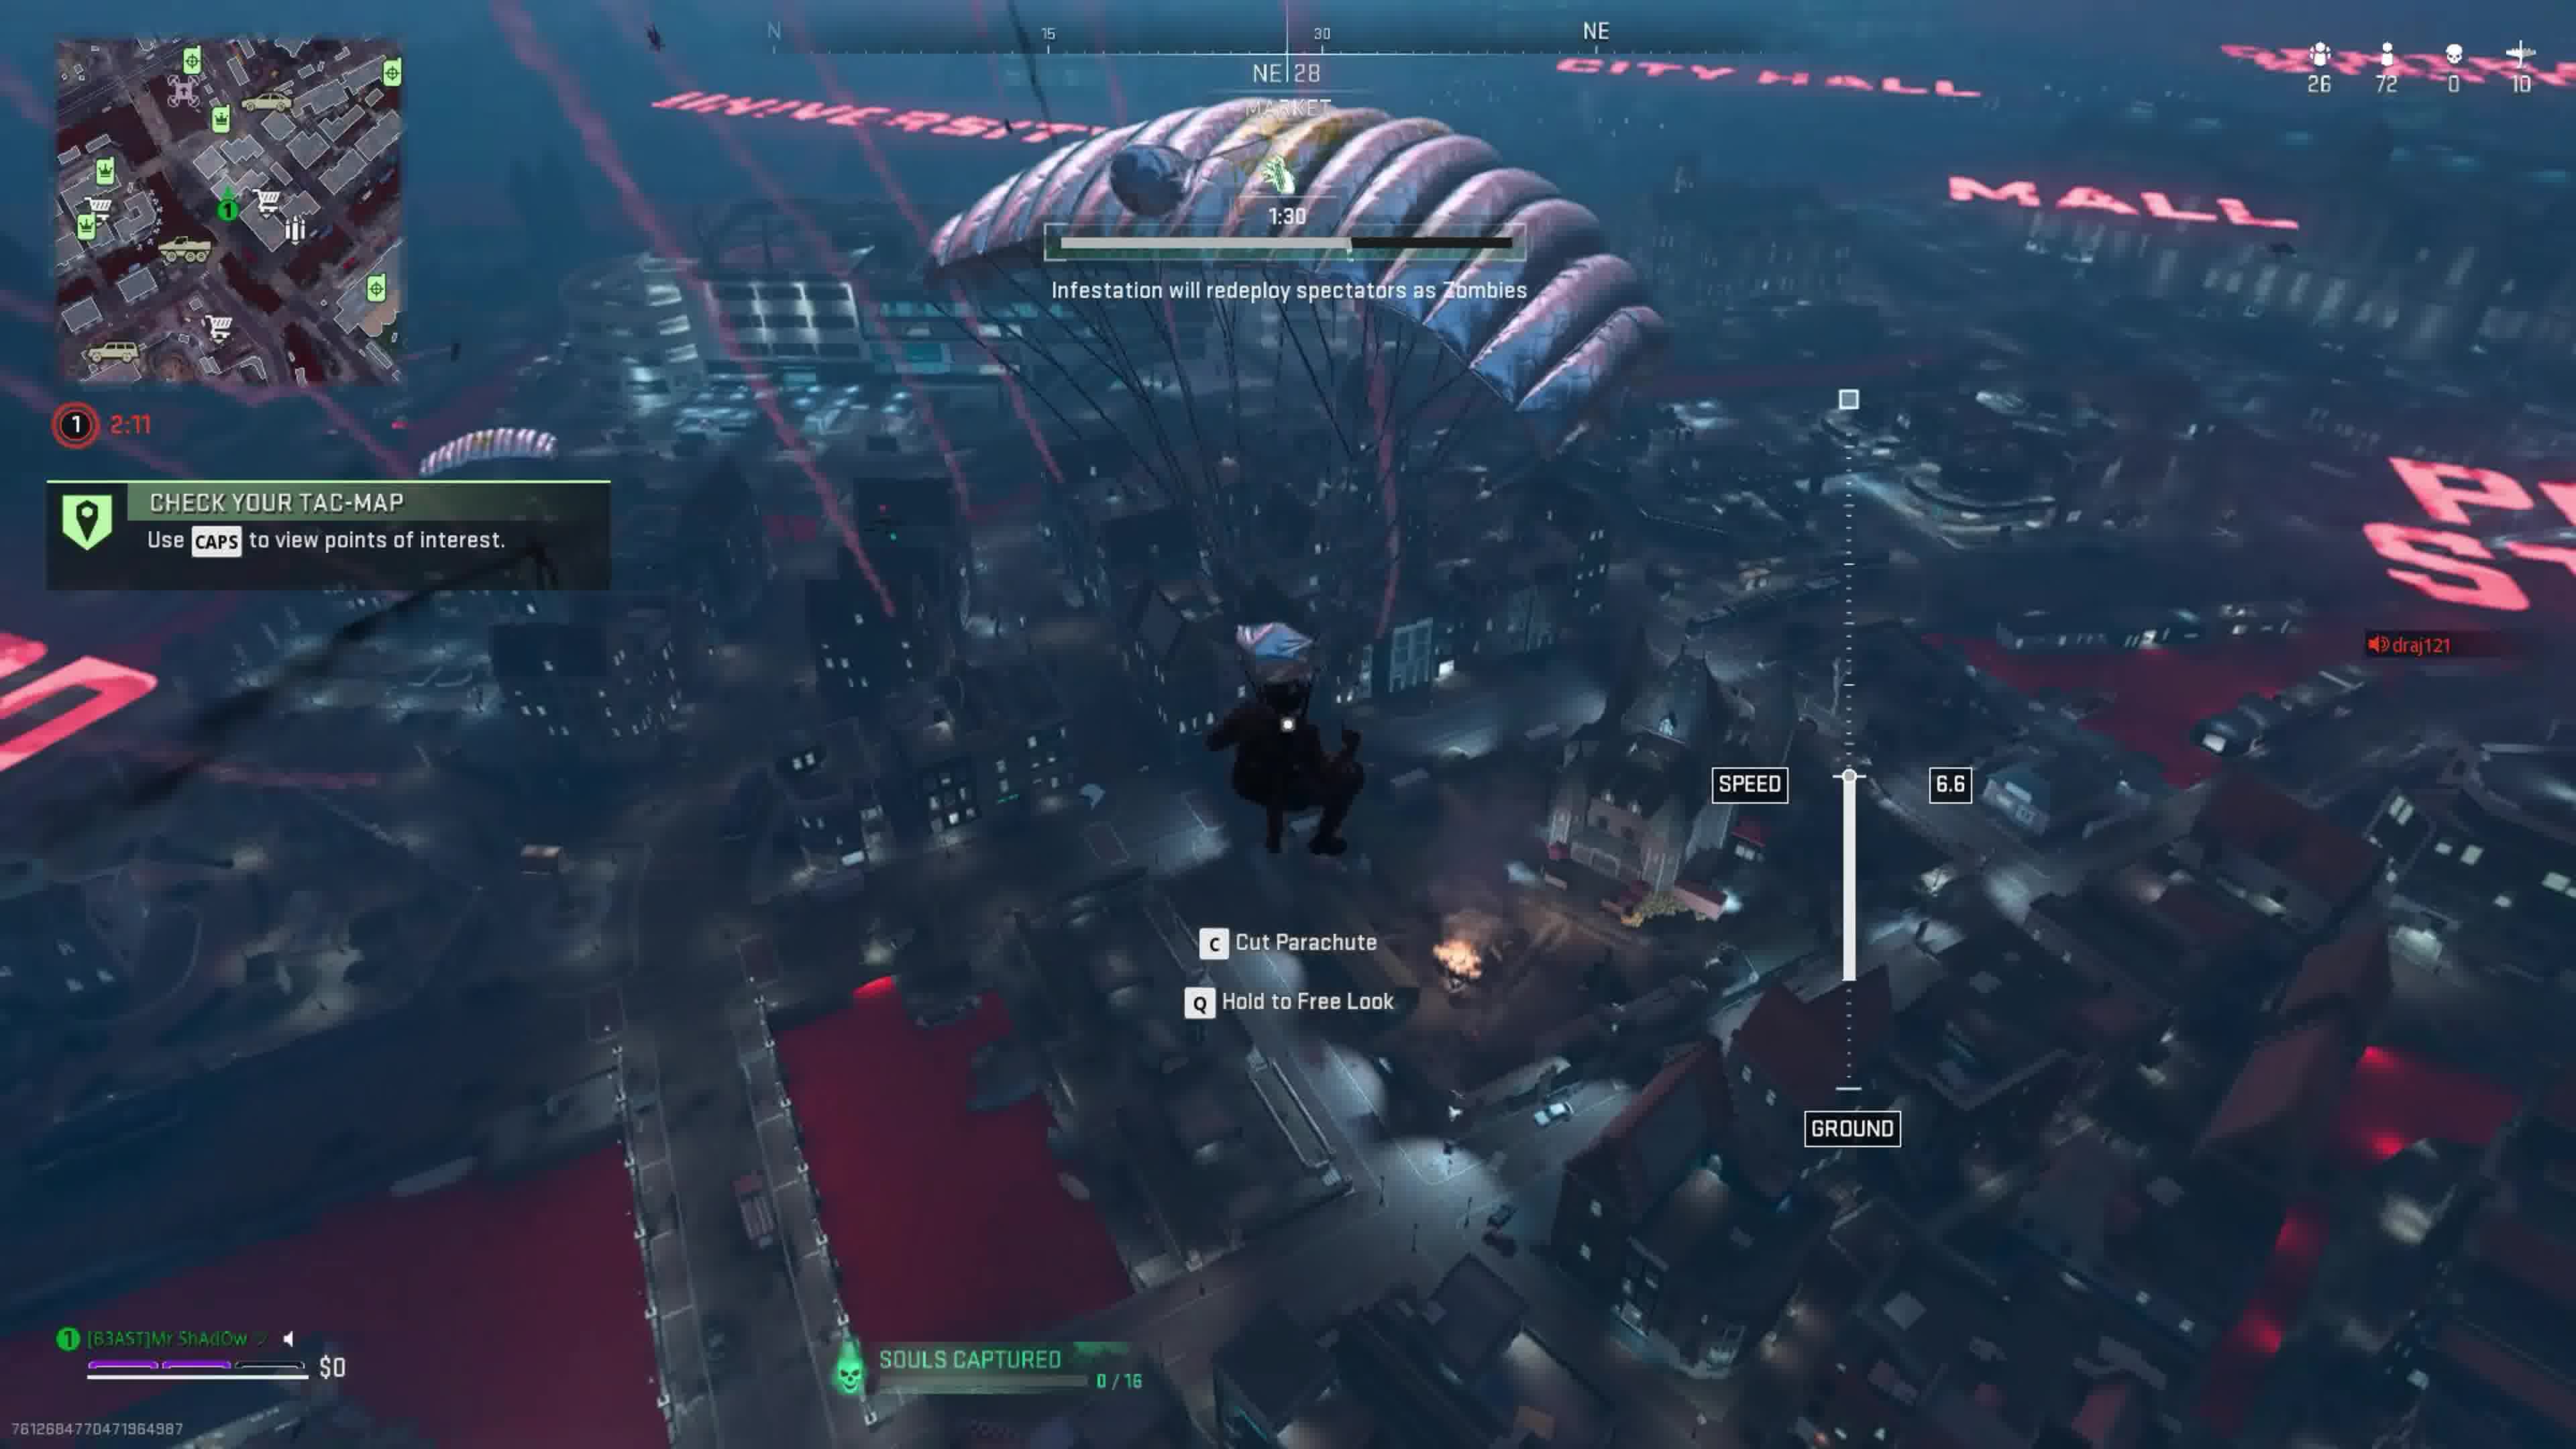 N 15 30 NE
NE 28
MARKET
UNIVERSITY
CITY HALL
26 72 0 10
MALL
1:30
Infestation will redeploy spectators as Zombies
1 2:11
CHECK YOUR TAC-MAP
Use CAPS to view points of interest.
draj121
SPEED 6.6
C Cut Parachute
Q Hold to Free Look
GROUND
1 [B3AST]Mr ShAdOw
$0
SOULS CAPTURED
0 / 16
7612684770471964987